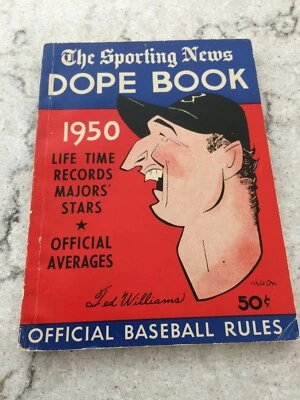 The Sporting News
DOPE BOOK
1950
LIFE TIME
RECORDS
MAJORS'
STARS
★
OFFICIAL
AVERAGES
Ted Williams
50¢
OFFICIAL BASEBALL RULES